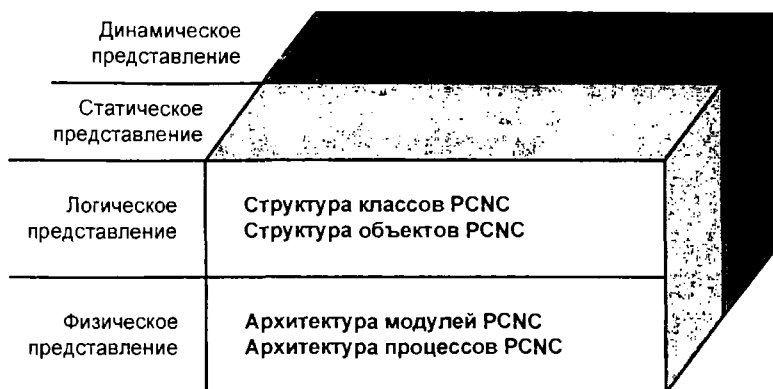 Динамическое
представление
Статическое
представление
Логическое
представление
Структура классов PCNC
Структура объектов PCNC
Физическое
представление
Архитектура модулей PCNC
Архитектура процессов PCNC